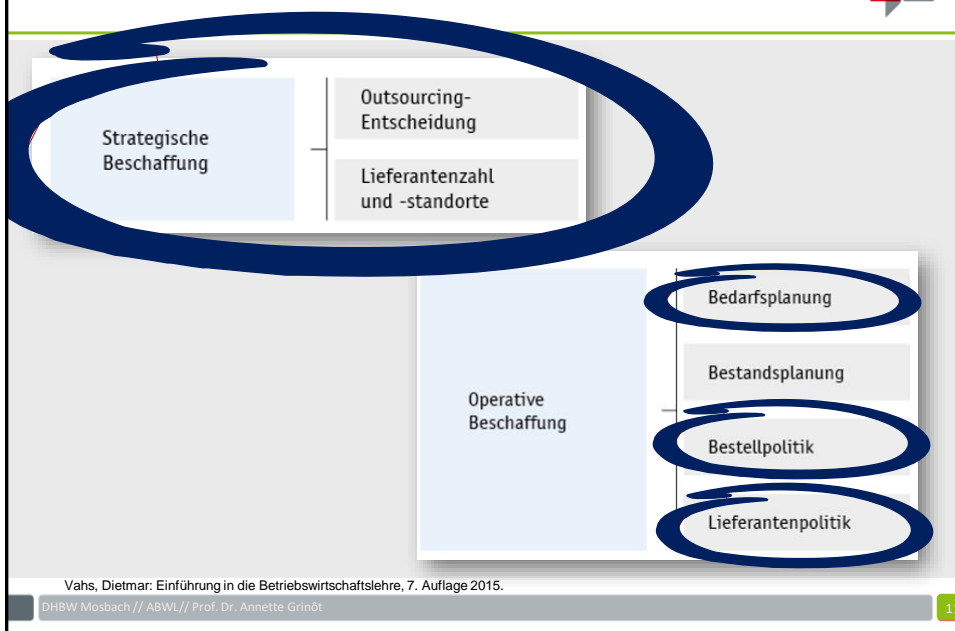 Strategische
Beschaffung
Outsourcing-
Entscheidung
Lieferantenzahl
und -standorte
Operative
Beschaffung
Bedarfsplanung
Bestandsplanung
Bestellpolitik
Lieferantenpolitik
Vahs, Dietmar: Einführung in die Betriebswirtschaftslehre, 7. Auflage 2015.
DHBW Mosbach // ABWL// Prof. Dr. Annette Grinôt